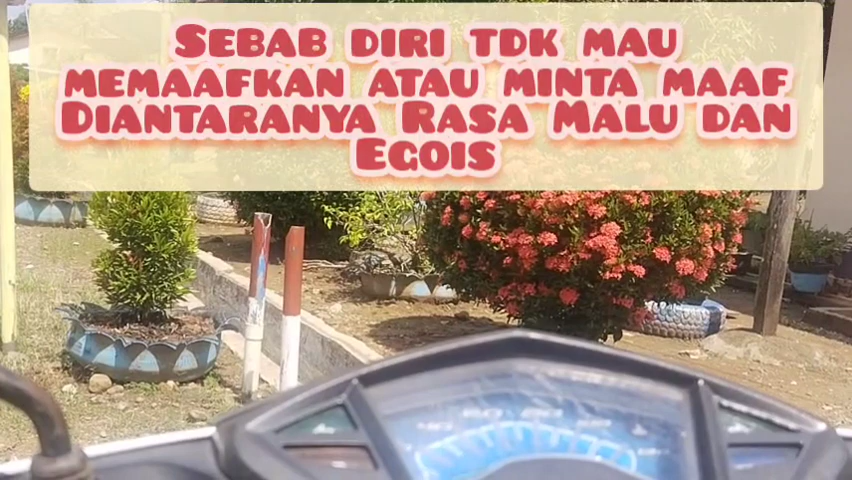 Sebab diri tdk mau
memaafkan atau minta maaf
Diantaranya Rasa Malu dan
Egois